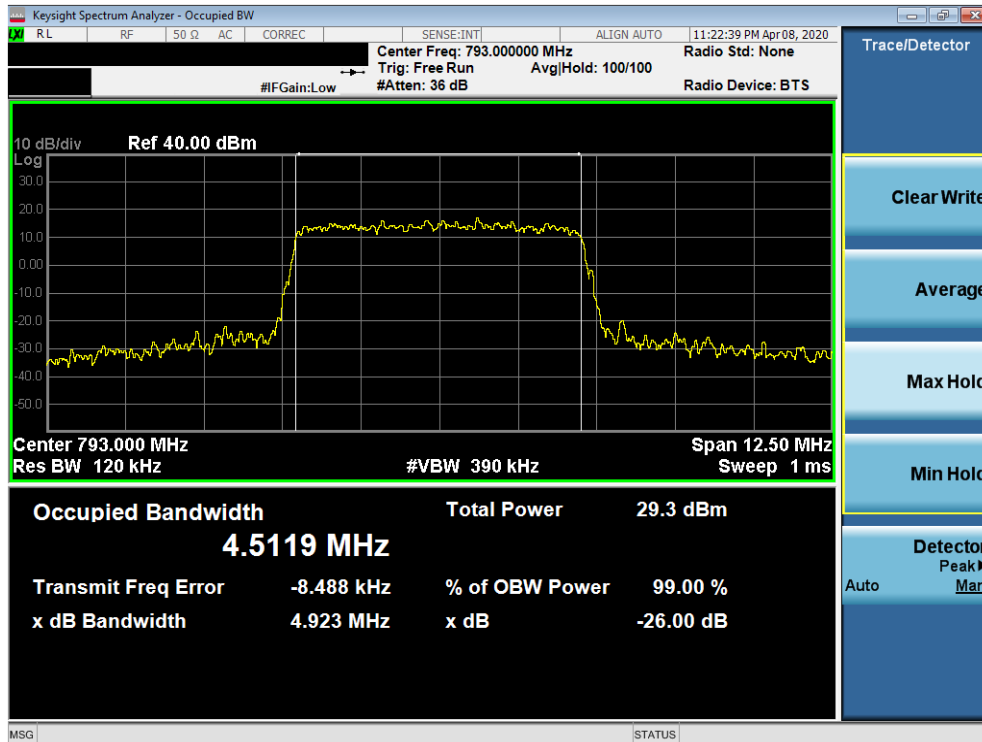 Keysight Spectrum Analyzer - Occupied BW
LXI RL RF 50 Ω AC CORREC SENSE:INT ALIGN AUTO 11:22:39 PM Apr 08, 2020
Center Freq: 793.000000 MHz Radio Std: None
Trig: Free Run Avg|Hold: 100/100
#IFGain:Low #Atten: 36 dB Radio Device: BTS
Trace/Detector
10 dB/div Ref 40.00 dBm
Log
30.0
20.0
10.0
0.00
-10.0
-20.0
-30.0
-40.0
-50.0
Center 793.000 MHz Span 12.50 MHz
Res BW 120 kHz #VBW 390 kHz Sweep 1 ms
Occupied Bandwidth Total Power 29.3 dBm
4.5119 MHz
Transmit Freq Error -8.488 kHz % of OBW Power 99.00 %
x dB Bandwidth 4.923 MHz x dB -26.00 dB
Clear Write
Average
Max Hold
Min Hold
Detector
Peak
Auto Man
MSG STATUS